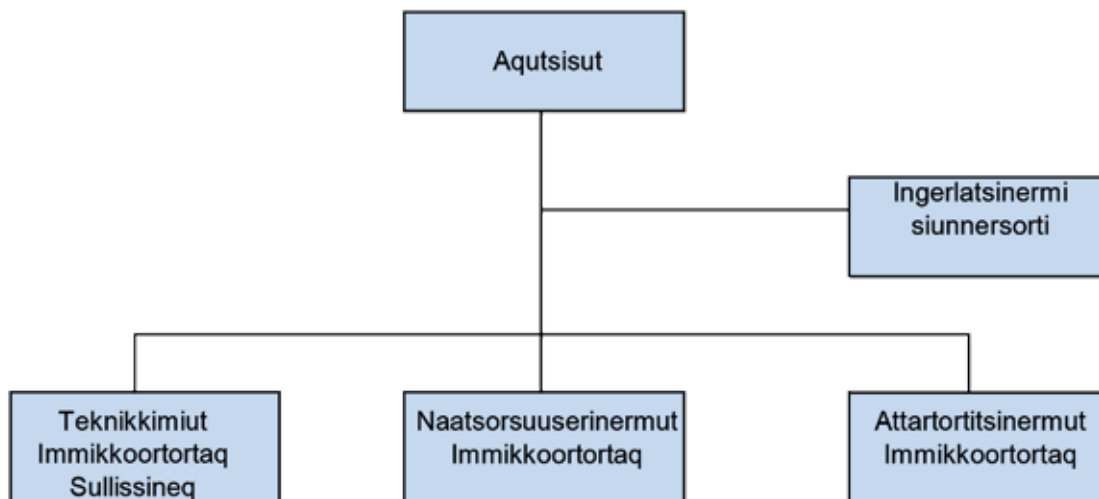 Aqutsisut
Ingerlatsinermi
siunnersorti
Teknikkimiut
Immikkoortortaq
Sullissineq
Naatsorsuuserinermut
Immikkoortortaq
Attartortitsinermut
Immikkoortortaq